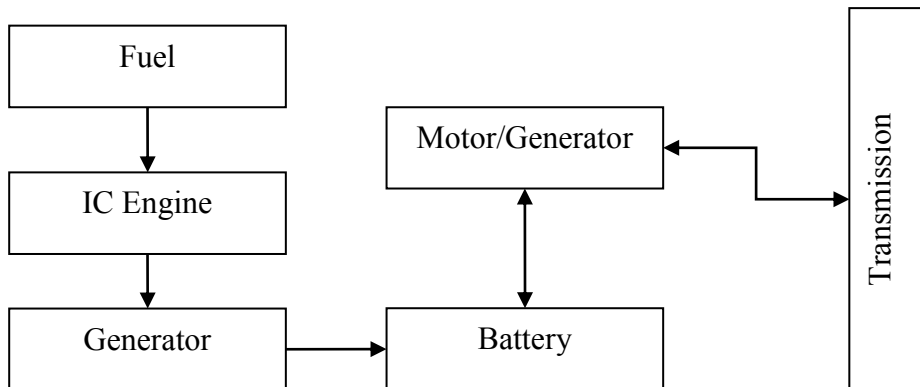 Fuel
Motor/Generator
IC Engine
Transmission
Generator
Battery